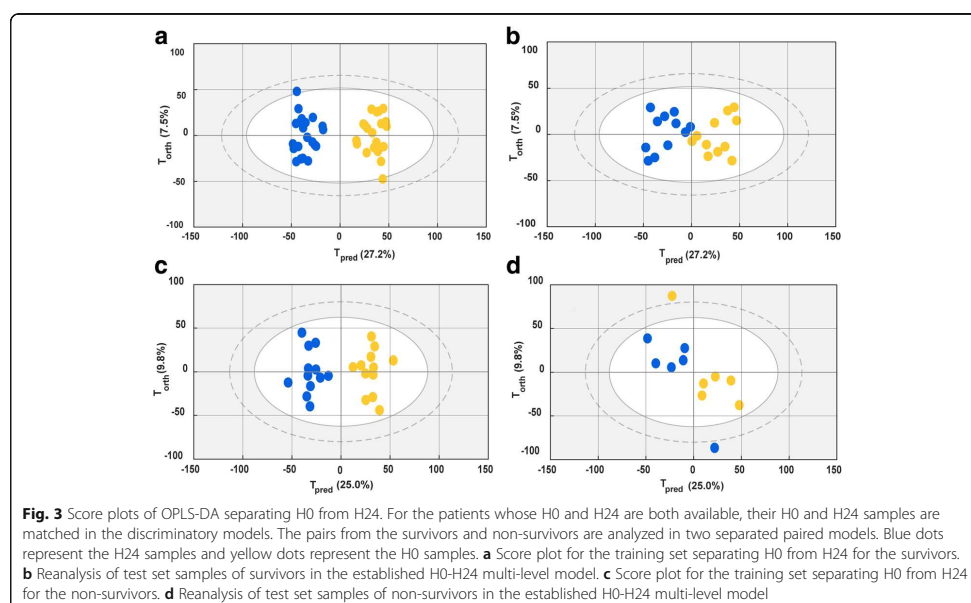 a
b
100
50
0
-50
-100
T orth (7.5%)
-150 -100 -50 0 50 100 150
T pred (27.2%)
100
50
0
-50
-100
T orth (7.5%)
-150 -100 -50 0 50 100 150
T pred (27.2%)
c
d
100
50
0
-50
-100
T orth (9.8%)
-150 -100 -50 0 50 100 150
T pred (25.0%)
100
50
0
-50
-100
T orth (9.8%)
-150 -100 -50 0 50 100 150
T pred (25.0%)
Fig. 3 Score plots of OPLS-DA separating H0 from H24. For the patients whose H0 and H24 are both available, their H0 and H24 samples are
matched in the discriminatory models. The pairs from the survivors and non-survivors are analyzed in two separated paired models. Blue dots
represent the H24 samples and yellow dots represent the H0 samples. a Score plot for the training set separating H0 from H24 for the survivors.
b Reanalysis of test set samples of survivors in the established H0-H24 multi-level model. c Score plot for the training set separating H0 from H24
for the non-survivors. d Reanalysis of test set samples of non-survivors in the established H0-H24 multi-level model